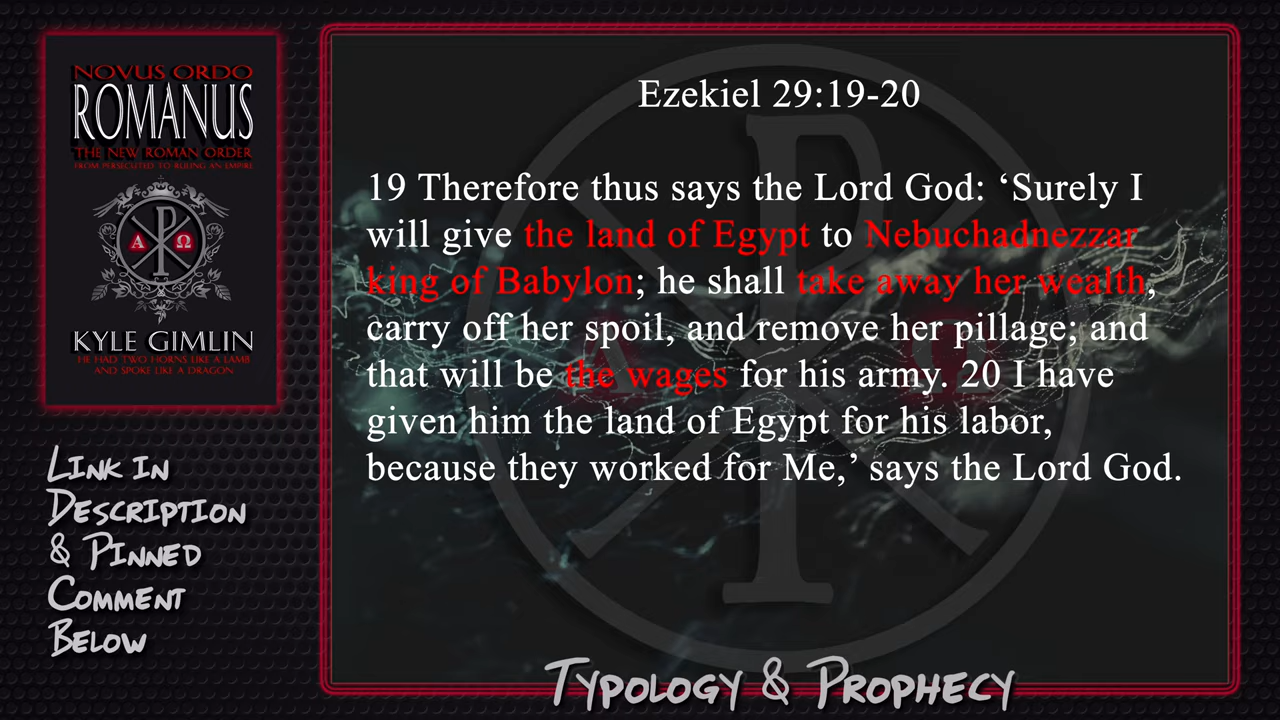 NOVUS ORDO
ROMANUS
THE NEW ROMAN ORDER
FROM PERSECUTED TO RULING AN EMPIRE
Α Ω
KYLE GIMLIN
HE HAD TWO HORNS LIKE A LAMB
AND SPOKE LIKE A DRAGON
Link in
Description
& Pinned
Comment
Below
Ezekiel 29:19-20
19 Therefore thus says the Lord God: ‘Surely I
will give the land of Egypt to Nebuchadnezzar
king of Babylon; he shall take away her wealth,
carry off her spoil, and remove her pillage; and
that will be the wages for his army. 20 I have
given him the land of Egypt for his labor,
because they worked for Me,’ says the Lord God.
Typology & Prophecy